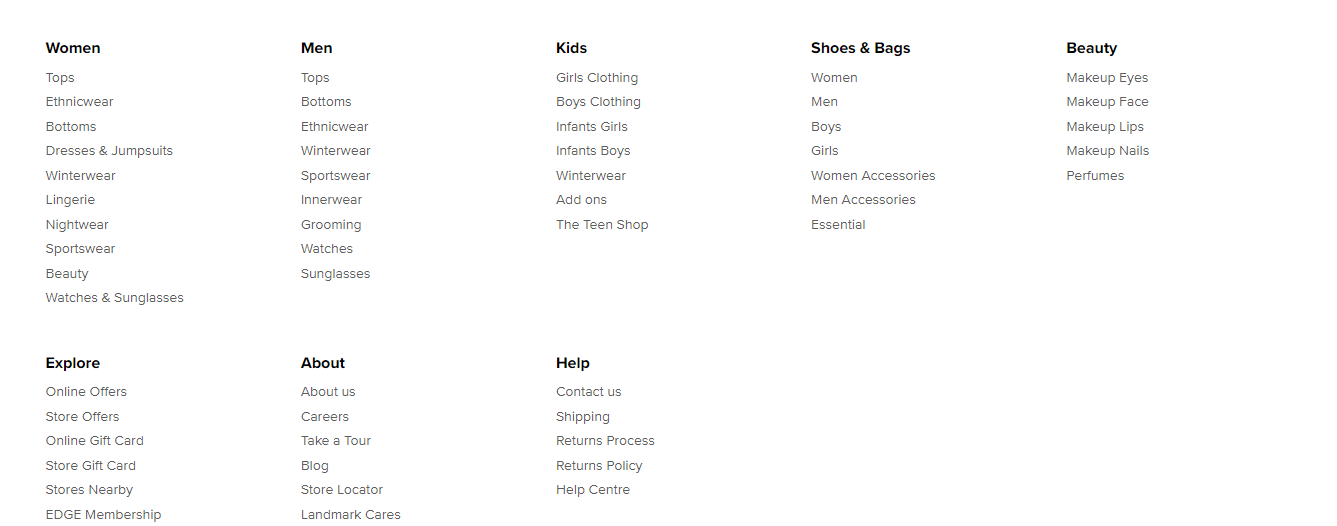 Women
Tops
Ethnicwear
Bottoms
Dresses & Jumpsuits
Winterwear
Lingerie
Nightwear
Sportswear
Beauty
Watches & Sunglasses
Men
Tops
Bottoms
Ethnicwear
Winterwear
Sportswear
Innerwear
Grooming
Watches
Sunglasses
Kids
Girls Clothing
Boys Clothing
Infants Girls
Infants Boys
Winterwear
Add ons
The Teen Shop
Shoes & Bags
Women
Men
Boys
Girls
Women Accessories
Men Accessories
Essential
Beauty
Makeup Eyes
Makeup Face
Makeup Lips
Makeup Nails
Perfumes
Explore
Online Offers
Store Offers
Online Gift Card
Store Gift Card
Stores Nearby
EDGE Membership
About
About us
Careers
Take a Tour
Blog
Store Locator
Landmark Cares
Help
Contact us
Shipping
Returns Process
Returns Policy
Help Centre